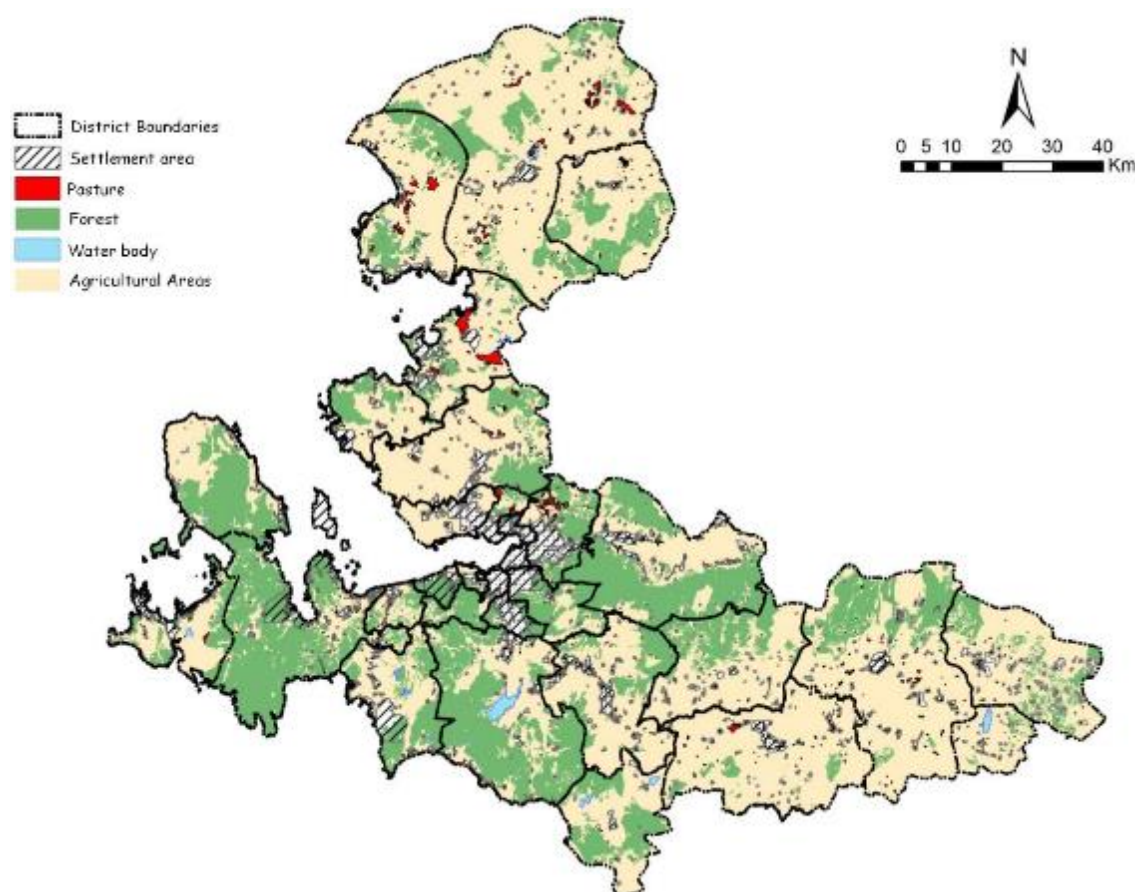 N
0 5 10 20 30 40
Km
District Boundaries
Settlement area
Pasture
Forest
Water body
Agricultural Areas